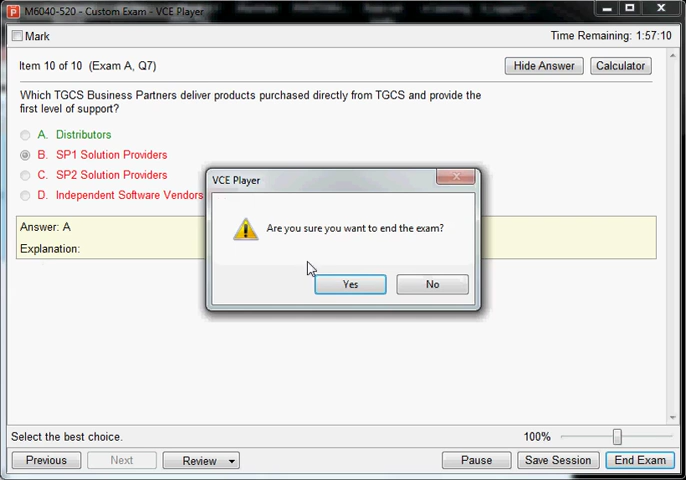 M6040-520 - Custom Exam - VCE Player
Mark
Time Remaining: 1:57:10
Item 10 of 10 (Exam A, Q7)
Hide Answer
Calculator
Which TGCS Business Partners deliver products purchased directly from TGCS and provide the
first level of support?
A. Distributors
B. SP1 Solution Providers
C. SP2 Solution Providers
D. Independent Software Vendors
Answer: A
Explanation:
VCE Player
Are you sure you want to end the exam?
Yes
No
Select the best choice.
100%
Previous
Next
Review
Pause
Save Session
End Exam